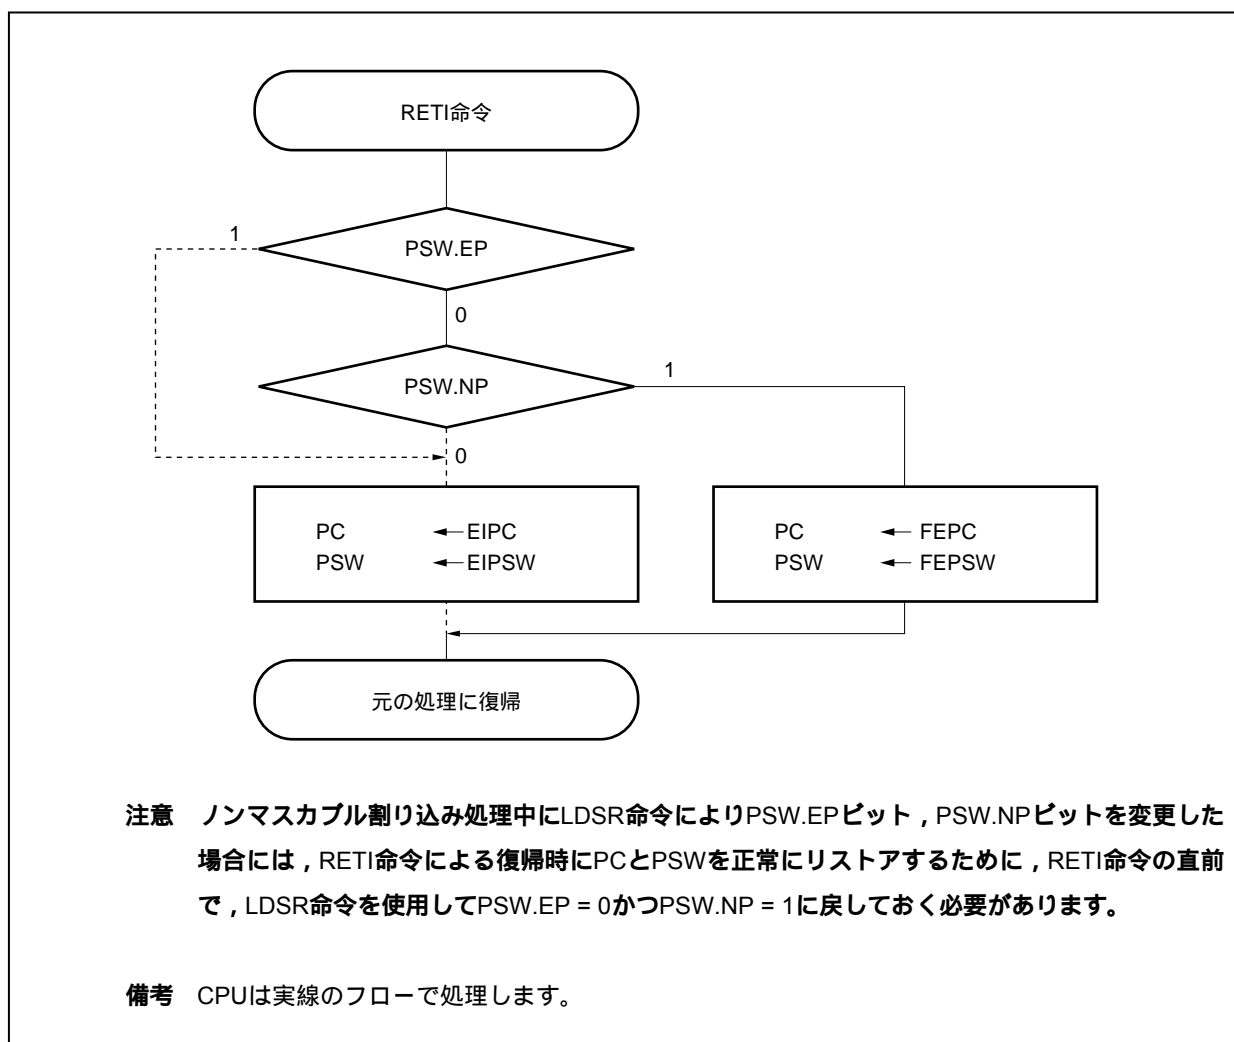 RETI命令
1
PSW.EP
0
PSW.NP
1
0
PC ← EIPC
PSW ← EIPSW
PC ← FEPC
PSW ← FEPSW
元の処理に復帰
注意 ノンマスカブル割り込み処理中にLDSR命令によりPSW.EPビット，PSW.NPビットを変更した
場合には，RETI命令による復帰時にPCとPSWを正常にリストアするために，RETI命令の直前
で，LDSR命令を使用してPSW.EP = 0かつPSW.NP = 1に戻しておく必要があります。
備考 CPUは実線のフローで処理します。